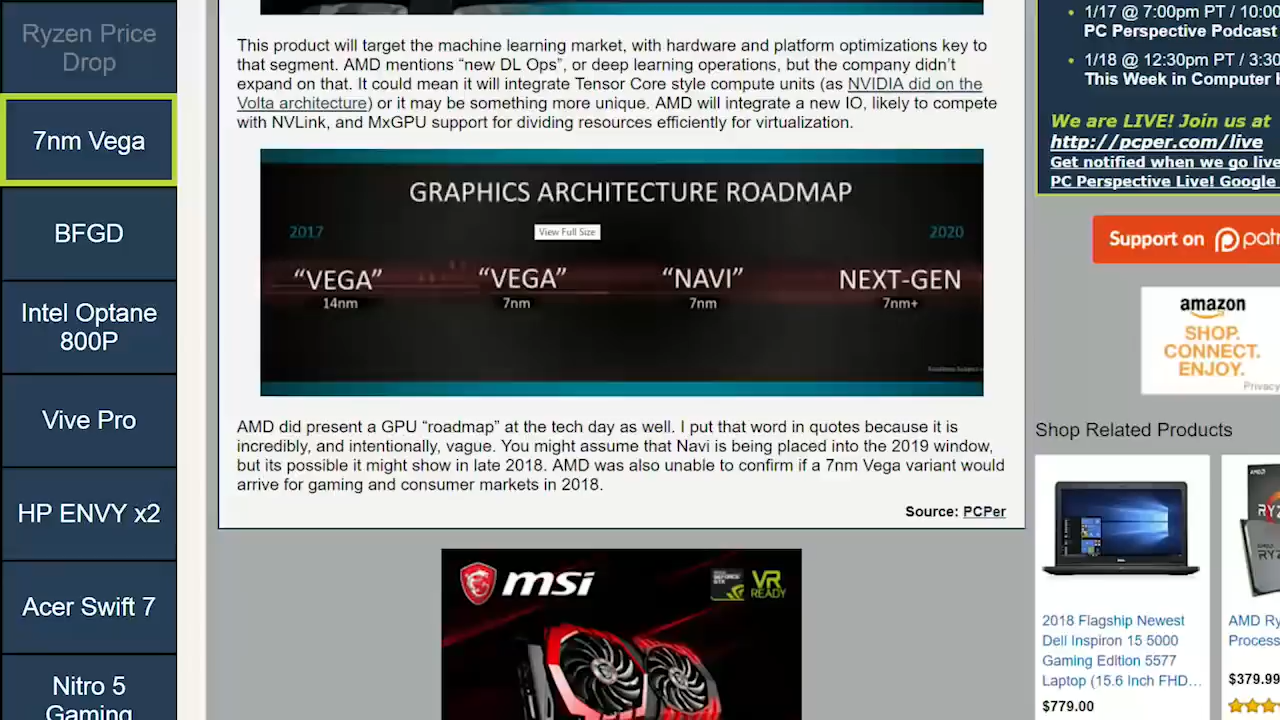 Ryzen Price
Drop
7nm Vega
BFGD
Intel Optane
800P
Vive Pro
HP ENVY x2
Acer Swift 7
Nitro 5
Gaming
This product will target the machine learning market, with hardware and platform optimizations key to
that segment. AMD mentions “new DL Ops”, or deep learning operations, but the company didn’t
expand on that. It could mean it will integrate Tensor Core style compute units (as NVIDIA did on the
Volta architecture) or it may be something more unique. AMD will integrate a new IO, likely to compete
with NVLink, and MxGPU support for dividing resources efficiently for virtualization.
GRAPHICS ARCHITECTURE ROADMAP
2017
View Full Size
2020
“VEGA” “VEGA” “NAVI” NEXT-GEN
14nm 7nm 7nm 7nm+
AMD did present a GPU “roadmap” at the tech day as well. I put that word in quotes because it is
incredibly, and intentionally, vague. You might assume that Navi is being placed into the 2019 window,
but its possible it might show in late 2018. AMD was also unable to confirm if a 7nm Vega variant would
arrive for gaming and consumer markets in 2018.
Source: PCPer
msi
GEFORCE
GTX
VR
READY
• 1/17 @ 7:00pm PT / 10:00
PC Perspective Podcast
• 1/18 @ 12:30pm PT / 3:30
This Week in Computer H
We are LIVE! Join us at
http://pcper.com/live
Get notified when we go live
PC Perspective Live! Google
Support on patr
amazon
SHOP.
CONNECT.
ENJOY.
Privacy
Shop Related Products
2018 Flagship Newest
Dell Inspiron 15 5000
Gaming Edition 5577
Laptop (15.6 Inch FHD...
$779.00
AMD Ry
Process
$379.99